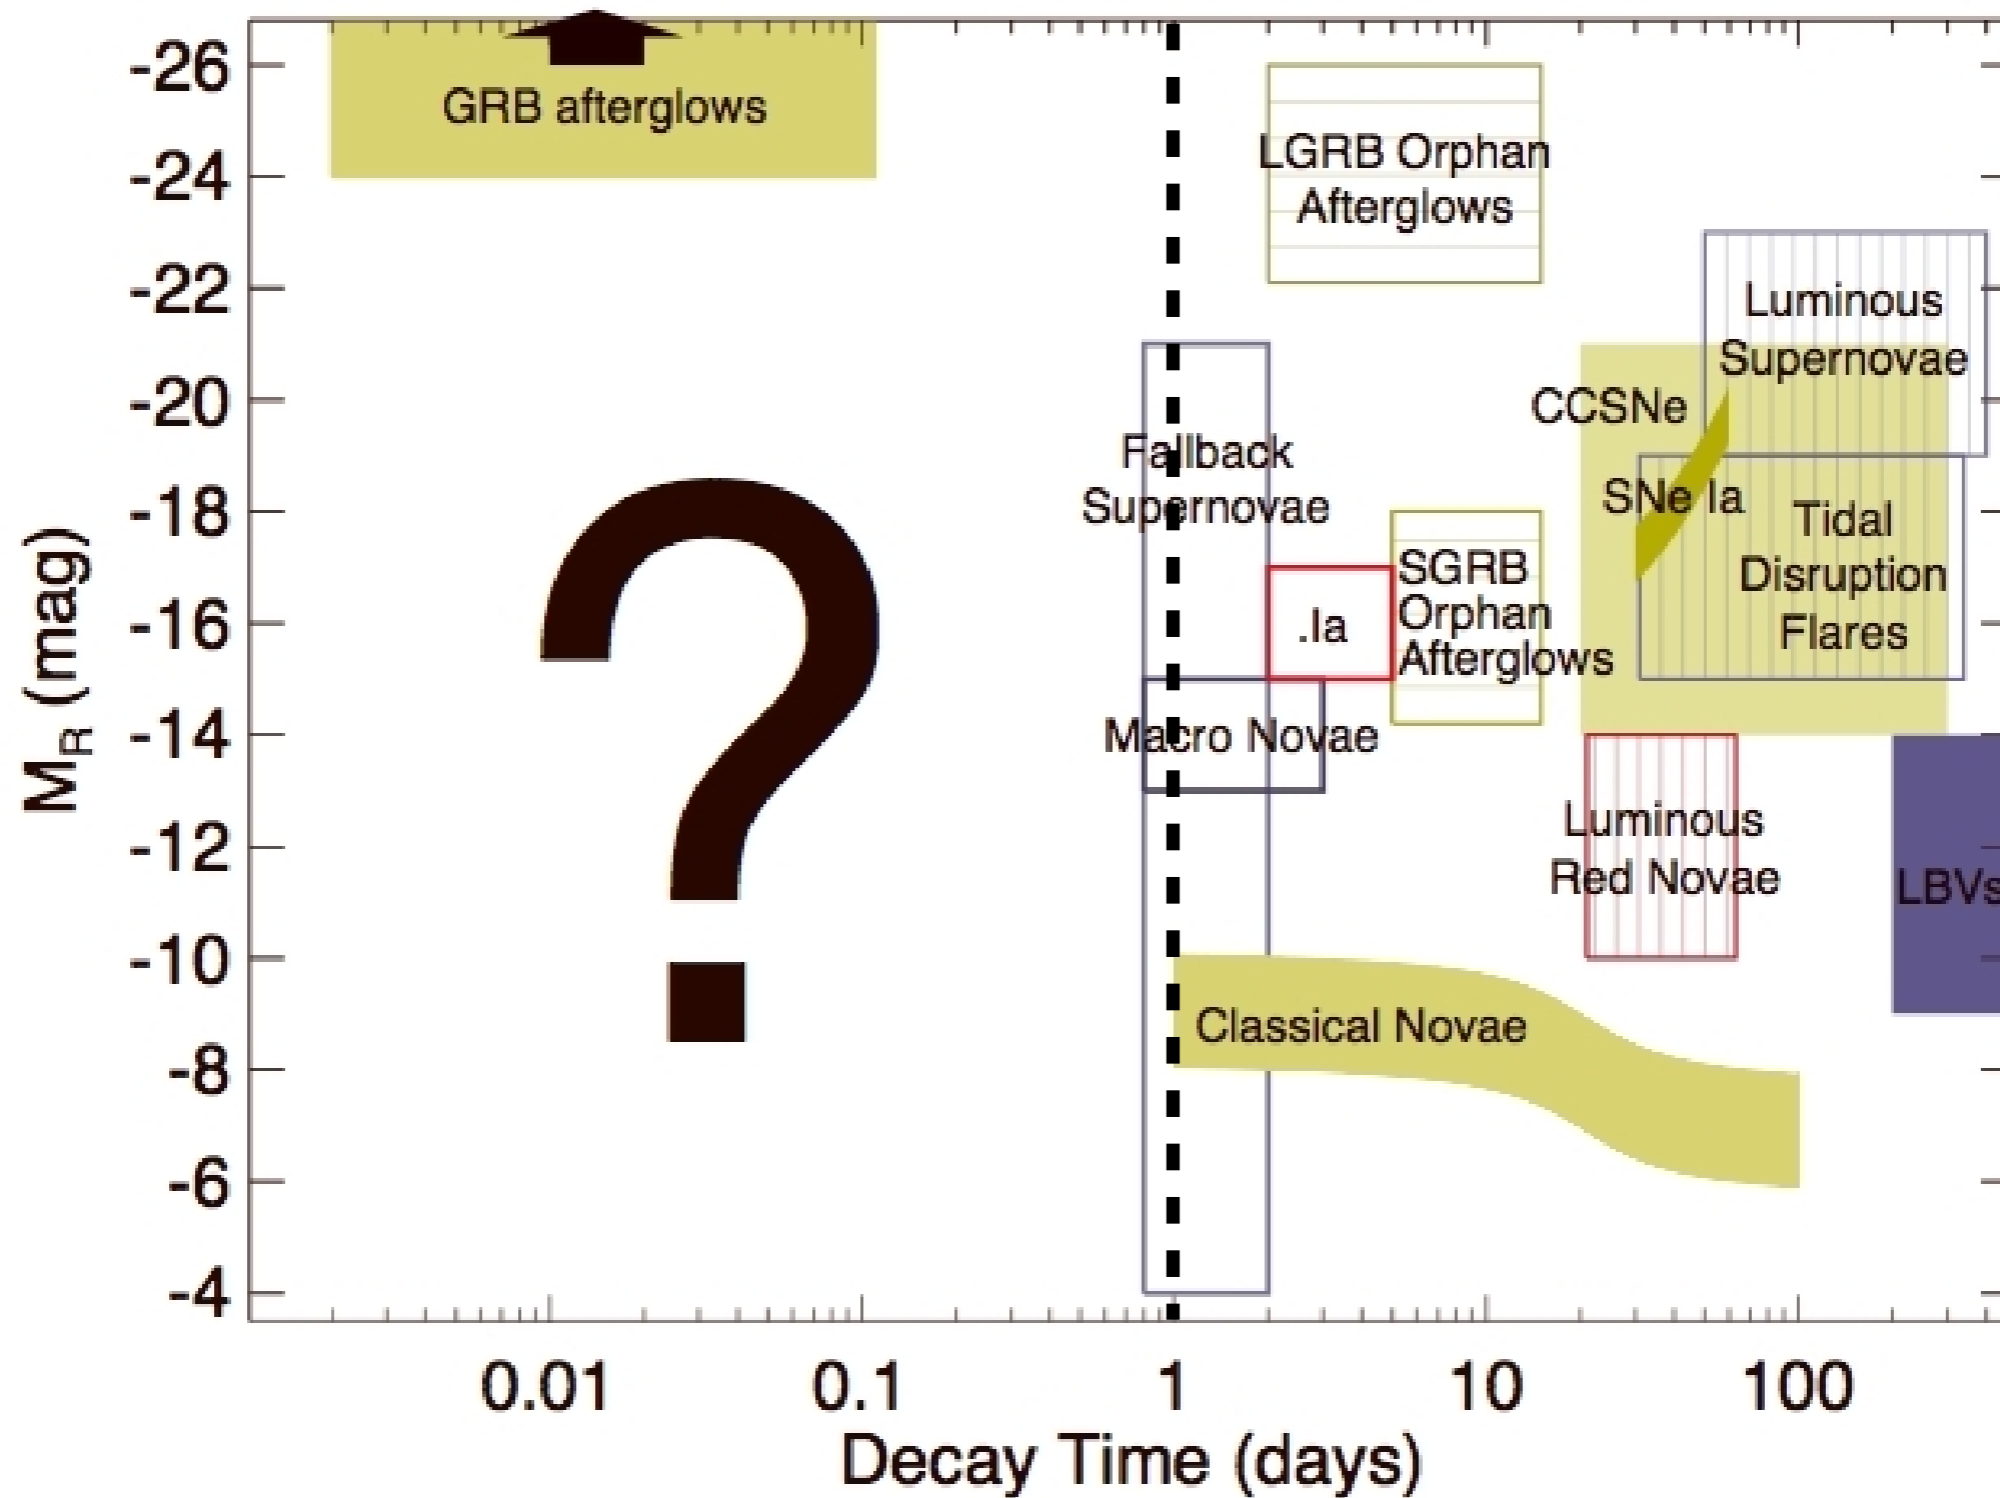 -26
-24
-22
-20
-18
-16
-14
-12
-10
-8
-6
-4
M_R (mag)
GRB afterglows
?
LGRB Orphan
Afterglows
Luminous
Supernovae
CCSNe
SNe Ia
Tidal
Disruption
Flares
Fallback
Supernovae
.Ia
SGRB
Orphan
Afterglows
Macro Novae
Luminous
Red Novae
LBVs
Classical Novae
0.01
0.1
1
10
100
Decay Time (days)